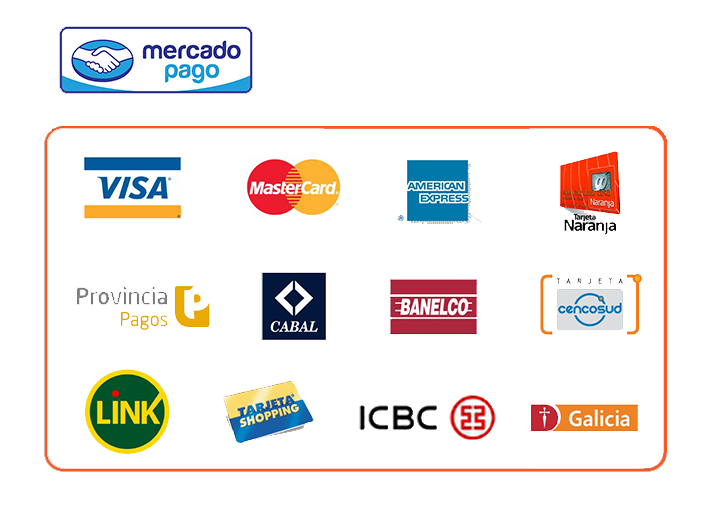 mercado
pago
VISA
MasterCard
AMERICAN
EXPRESS
®
Naranja
Tarjeta
Naranja
Provincia
Pagos
CABAL
BANELCO
TARJETA
cencosud
LiNK
TARJETA
SHOPPING
ICBC
Galicia